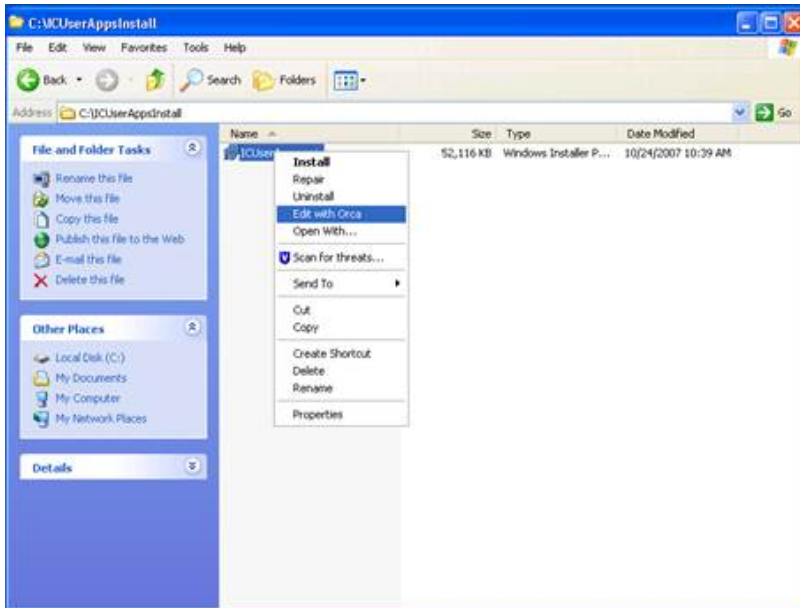 C:\ICUserAppsInstall
File Edit View Favorites Tools Help
Back Search Folders
Address C:\ICUserAppsInstall Go
Name Size Type Date Modified
52,116 KB Windows Installer P... 10/24/2007 10:39 AM
File and Folder Tasks
Rename this file
Move this file
Copy this file
Publish this file to the Web
E-mail this file
Delete this file
Other Places
Local Disk (C:)
My Documents
My Computer
My Network Places
Details
Install
Repair
Uninstall
Edit with Orca
Open With...
Scan for threats...
Send To
Cut
Copy
Create Shortcut
Delete
Rename
Properties